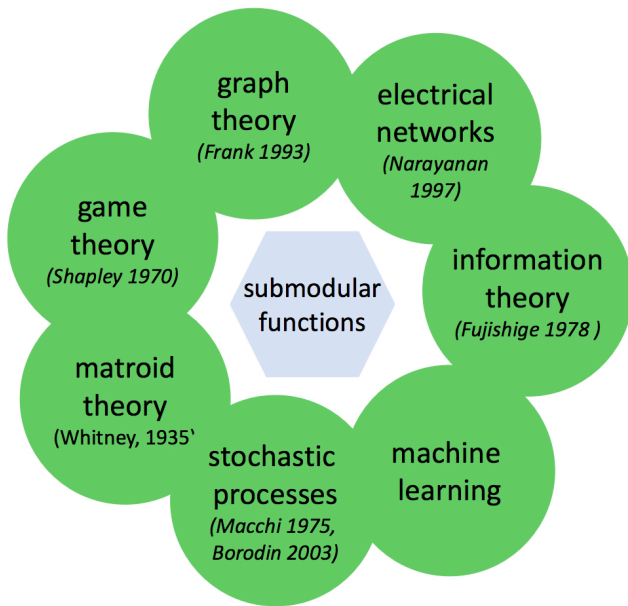 graph
theory
(Frank 1993)
electrical
networks
(Narayanan
1997)
game
theory
(Shapley 1970)
information
theory
(Fujishige 1978 )
submodular
functions
matroid
theory
(Whitney, 1935)
stochastic
processes
(Macchi 1975,
Borodin 2003)
machine
learning